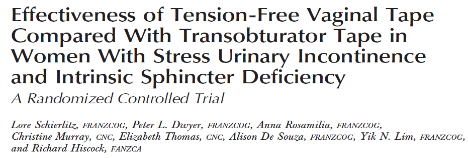 Effectiveness of Tension-Free Vaginal Tape
Compared With Transobturator Tape in
Women With Stress Urinary Incontinence
and Intrinsic Sphincter Deficiency
A Randomized Controlled Trial
Lore Schierlitz, FRANZCOG, Peter L. Dwyer, FRANZCOG, Anna Rosamilia, FRANZCOG,
Christine Murray, CNC, Elizabeth Thomas, CNC, Alison De Souza, FRANZCOG, Yik N. Lim, FRANZCOG,
and Richard Hiscock, FANZCA